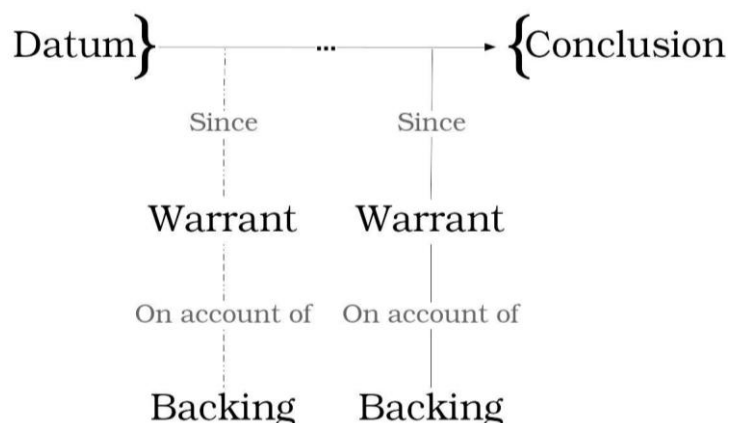 Datum} ... {Conclusion
Since Since
Warrant Warrant
On account of On account of
Backing Backing